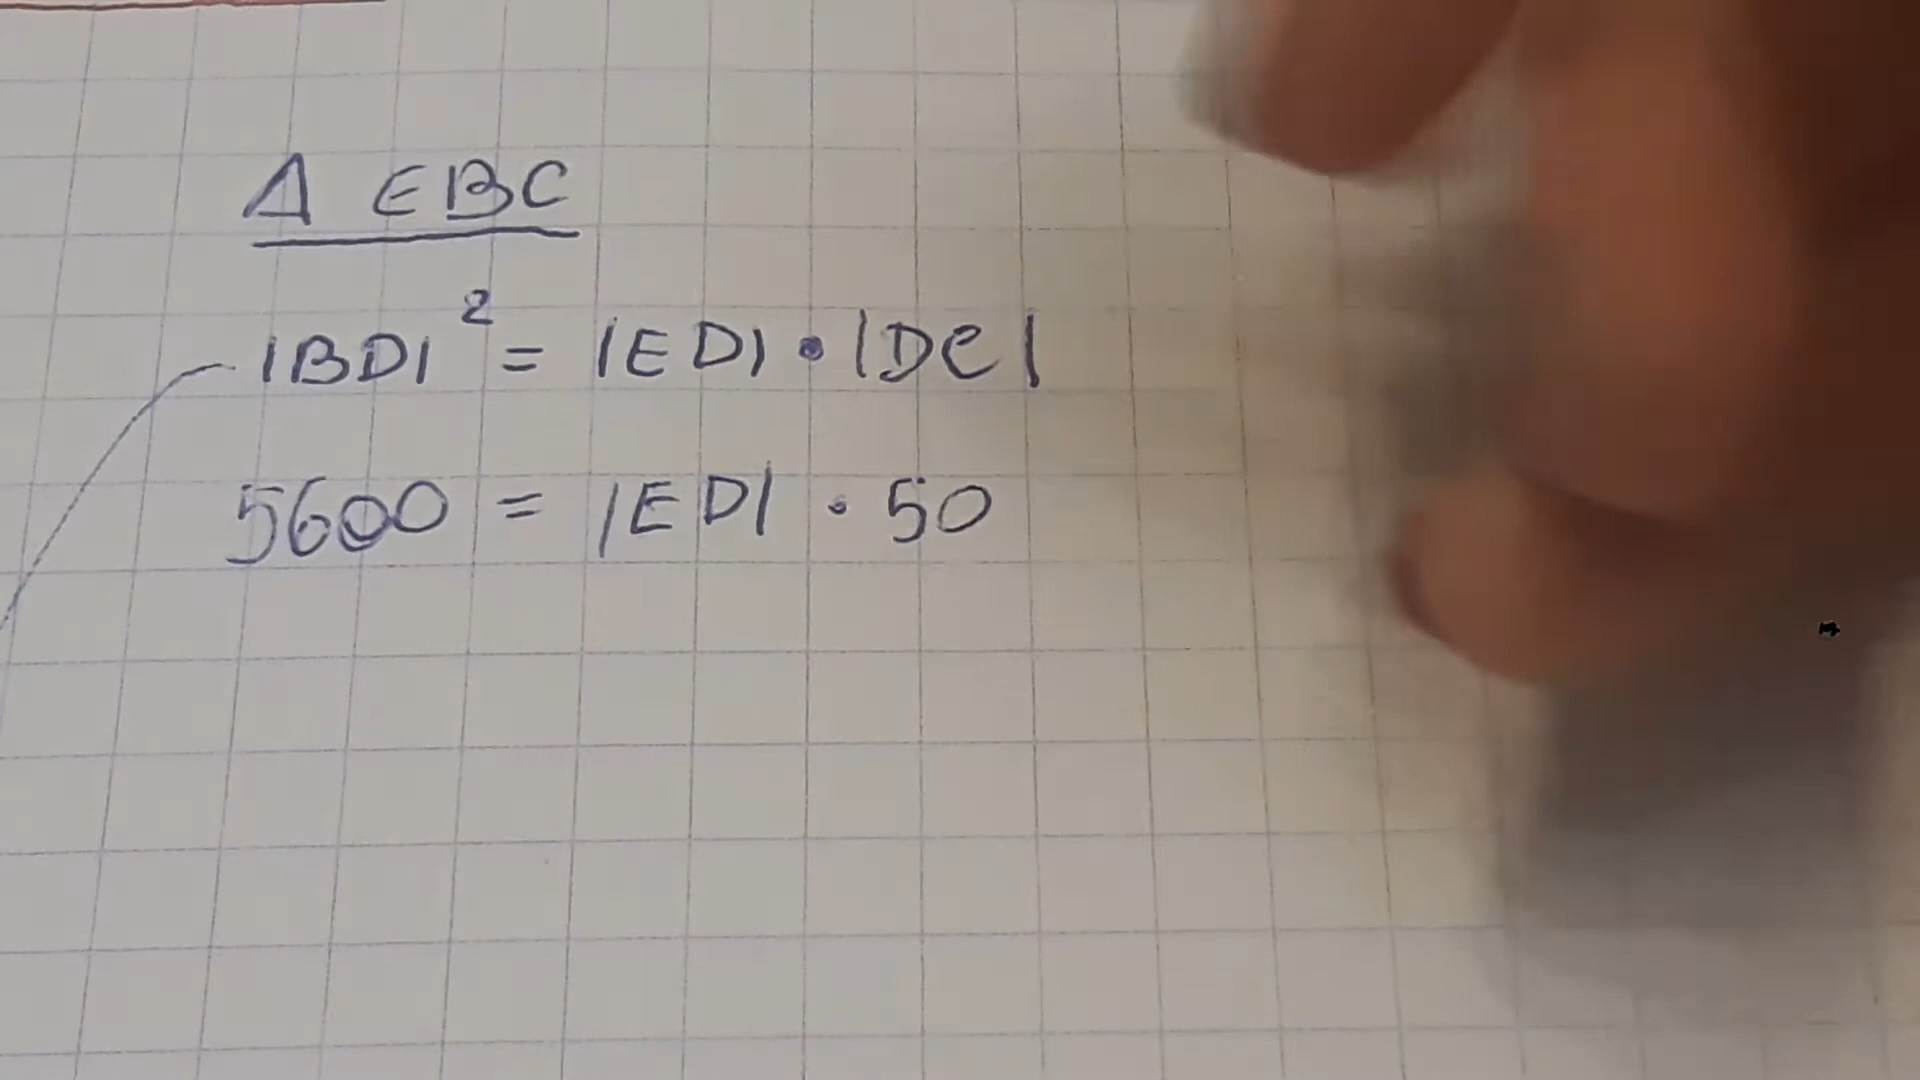 Δ EBC
|BD|² = |ED| • |DC|
5600 = |ED| • 50